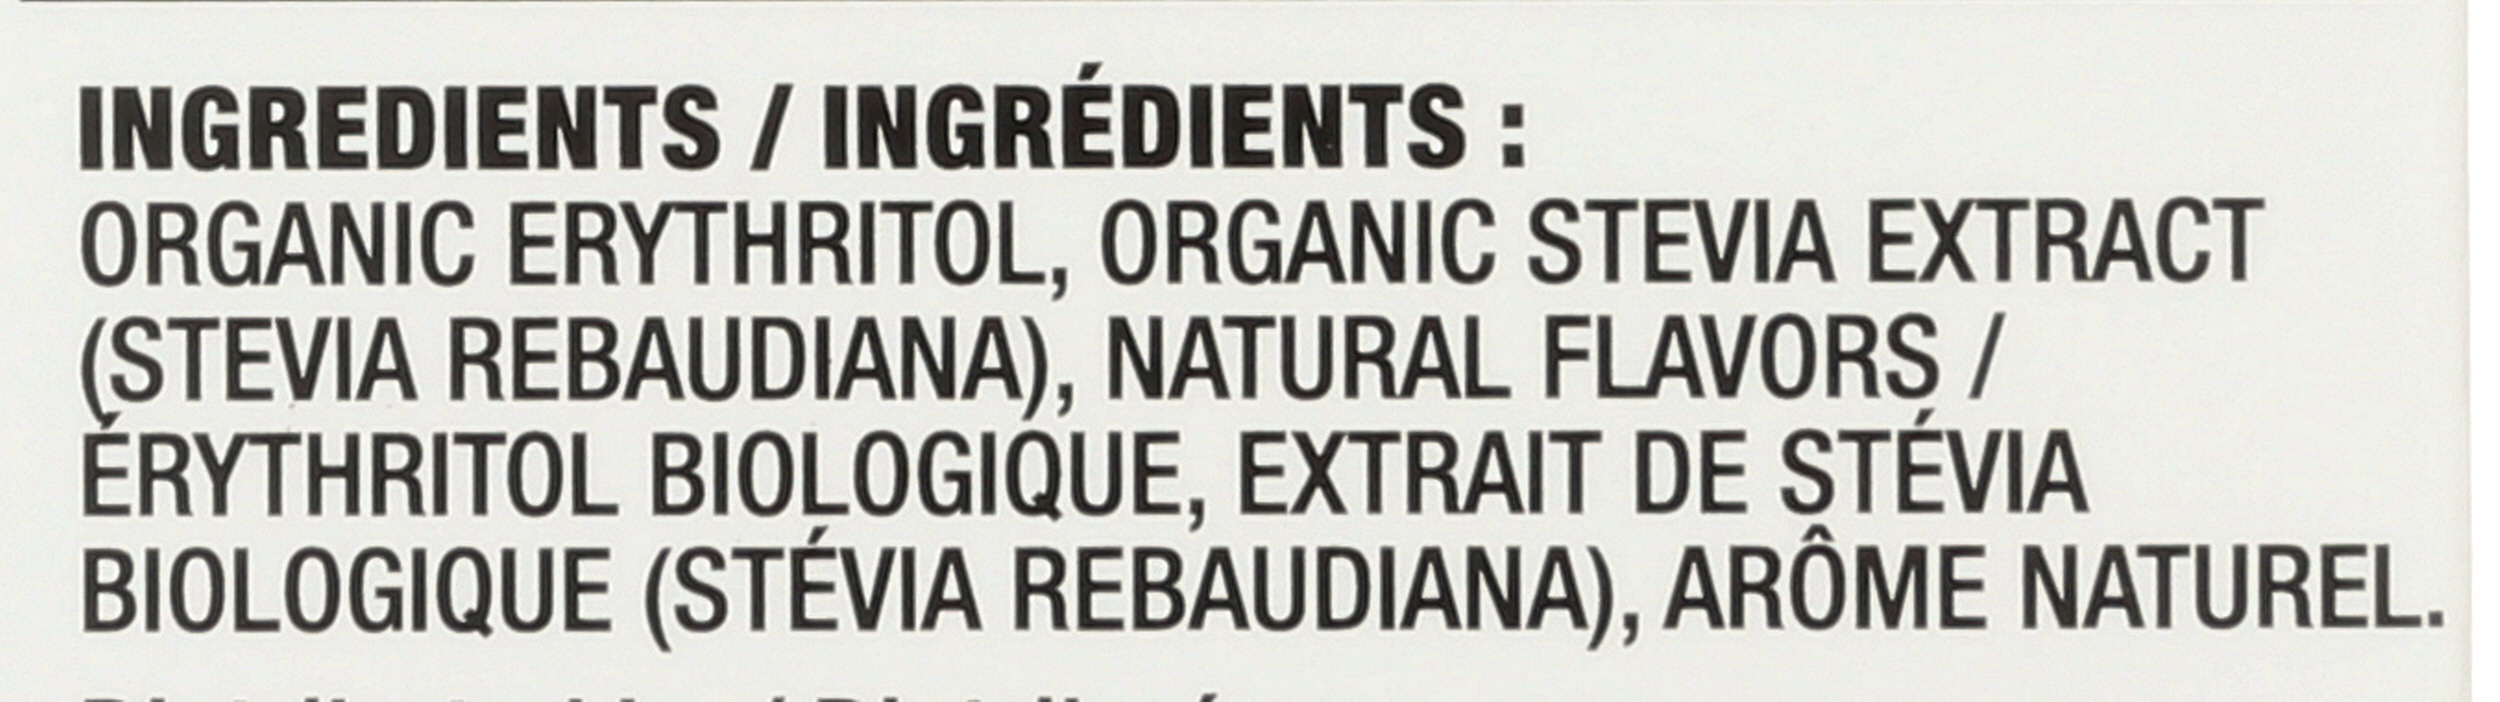 INGREDIENTS / INGRÉDIENTS :
ORGANIC ERYTHRITOL, ORGANIC STEVIA EXTRACT
(STEVIA REBAUDIANA), NATURAL FLAVORS /
ÉRYTHRITOL BIOLOGIQUE, EXTRAIT DE STÉVIA
BIOLOGIQUE (STÉVIA REBAUDIANA), ARÔME NATUREL.